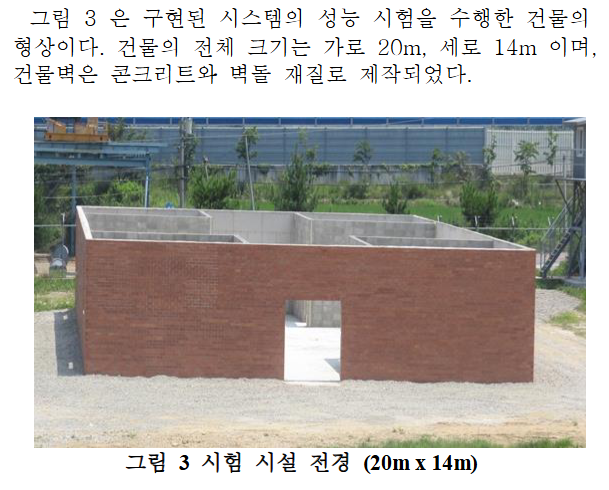 그림 3 은 구현된 시스템의 성능 시험을 수행한 건물의
형상이다. 건물의 전체 크기는 가로 20m, 세로 14m 이며,
건물벽은 콘크리트와 벽돌 재질로 제작되었다.
그림 3 시험 시설 전경 (20m x 14m)